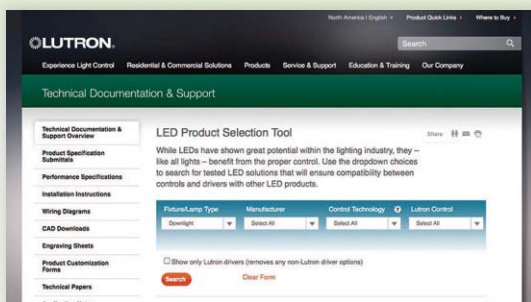 North America / English
Product Quick Links
Where to Buy
LUTRON.
Search
Experience Light Control
Residential & Commercial Solutions
Products
Service & Support
Education & Training
Our Company
Technical Documentation & Support
Technical Documentation & Support Overview
Product Specification Submittals
Performance Specifications
Installation Instructions
Wiring Diagrams
CAD Downloads
Engraving Sheets
Product Customization Forms
Technical Papers
LED Product Selection Tool
Share
While LEDs have shown great potential within the lighting industry, they –
like all lights – benefit from the proper control. Use the dropdown choices
to search for tested LED solutions that will ensure compatibility between
controls and drivers with other LED products.
Fixture/Lamp Type
Manufacturer
Control Technology ?
Lutron Control
Downlight
Select All
Select All
Select All
Show only Lutron drivers (removes any non-Lutron driver options)
Search
Clear Form